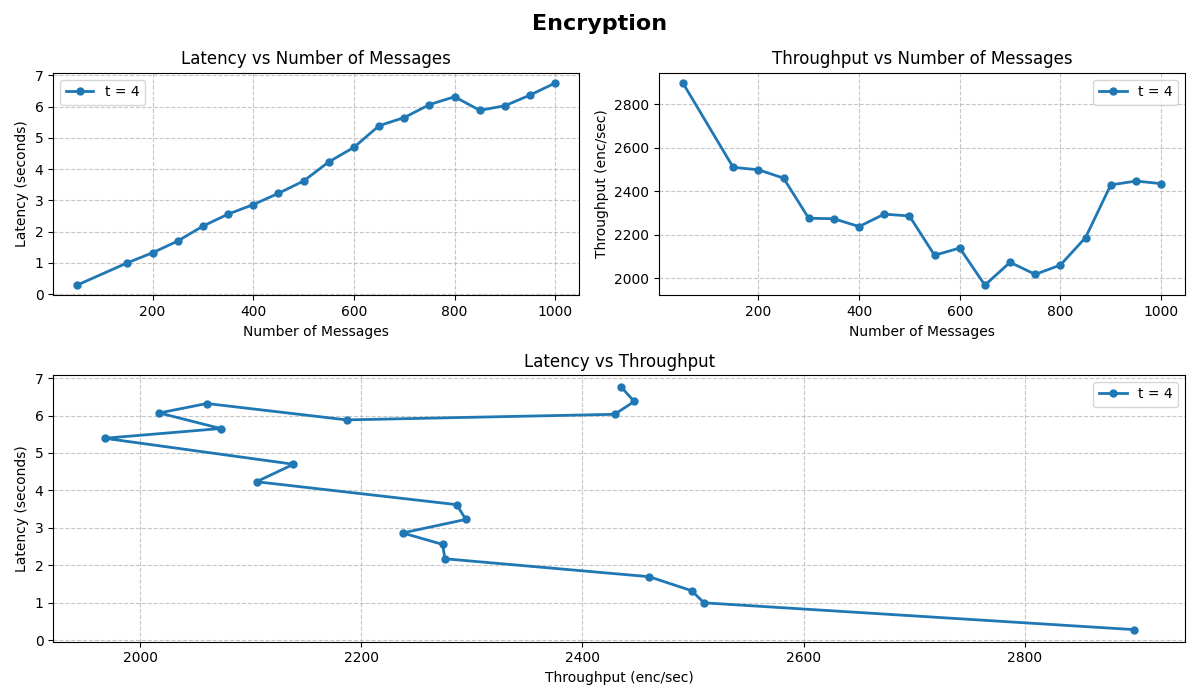 Encryption
Latency vs Number of Messages
t = 4
Latency (seconds)
7
6
5
4
3
2
1
0
200 400 600 800 1000
Number of Messages
Throughput vs Number of Messages
t = 4
Throughput (enc/sec)
2800
2600
2400
2200
2000
200 400 600 800 1000
Number of Messages
Latency vs Throughput
t = 4
Latency (seconds)
7
6
5
4
3
2
1
0
2000 2200 2400 2600 2800
Throughput (enc/sec)